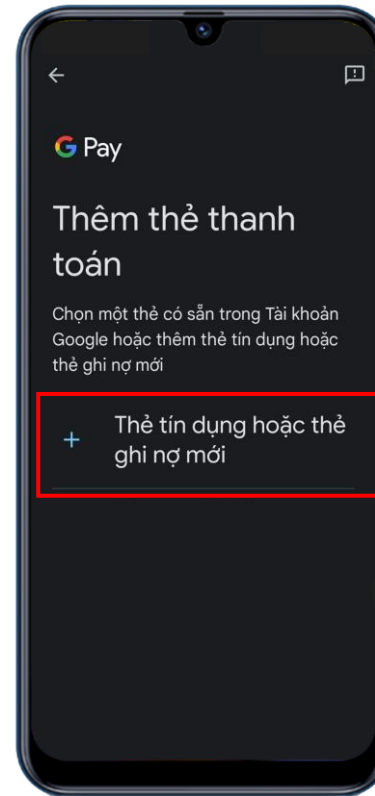 G Pay
Thêm thẻ thanh
toán
Chọn một thẻ có sẵn trong Tài khoản
Google hoặc thêm thẻ tín dụng hoặc
thẻ ghi nợ mới
Thẻ tín dụng hoặc thẻ
ghi nợ mới